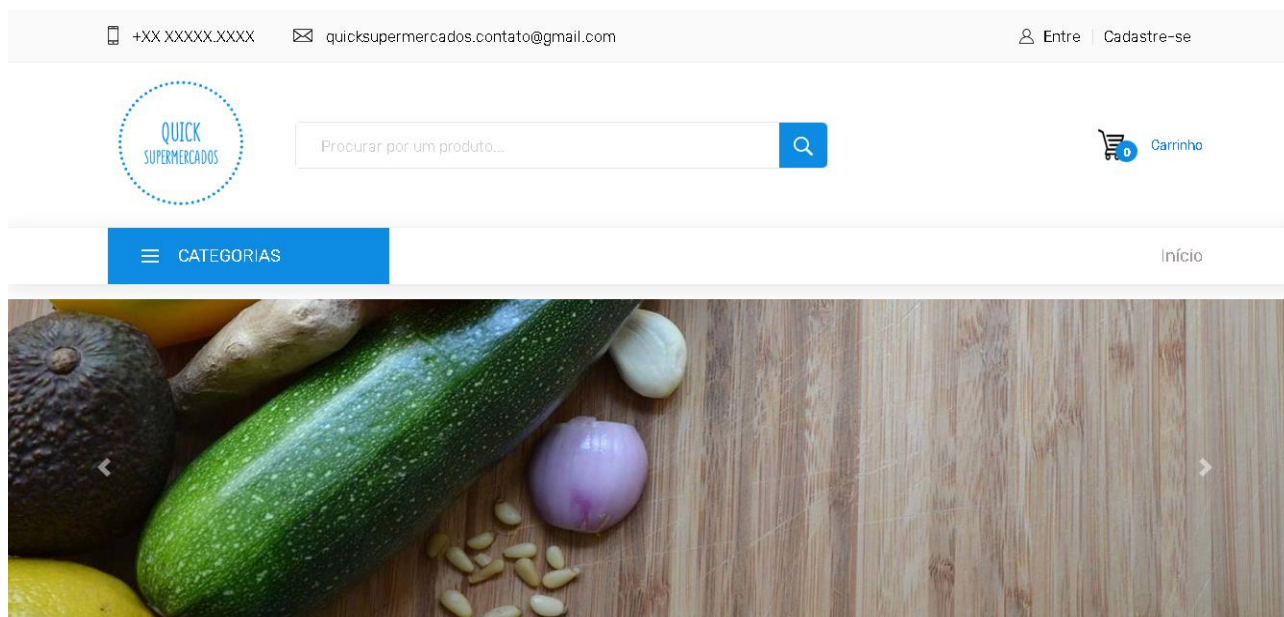 +XX XXXXX.XXXX quicksupermercados.contato@gmail.com Entre Cadastre-se
QUICK
SUPERMERCADOS
Procurar por um produto...
0 Carrinho
CATEGORIAS Início